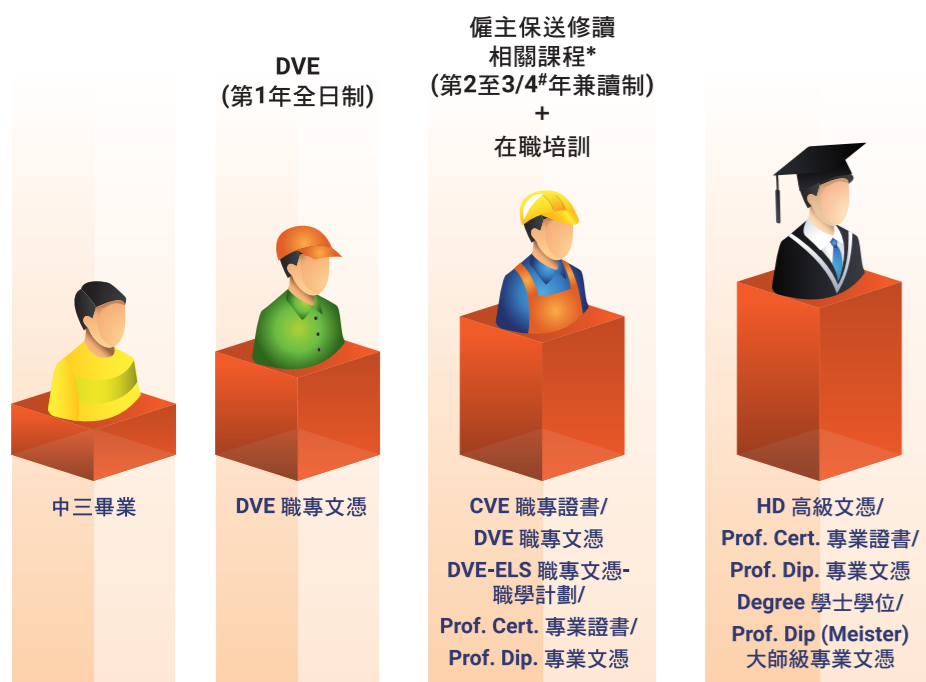 DVE
(第1年全日制)
僱主保送修讀
相關課程*
(第2至3/4#年兼讀制)
+
在職培訓
中三畢業
DVE 職專文憑
CVE 職專證書/
DVE 職專文憑
DVE-ELS 職專文憑-
職學計劃/
Prof. Cert. 專業證書/
Prof. Dip. 專業文憑
HD 高級文憑/
Prof. Cert. 專業證書/
Prof. Dip. 專業文憑
Degree 學士學位/
Prof. Dip (Meister)
大師級專業文憑